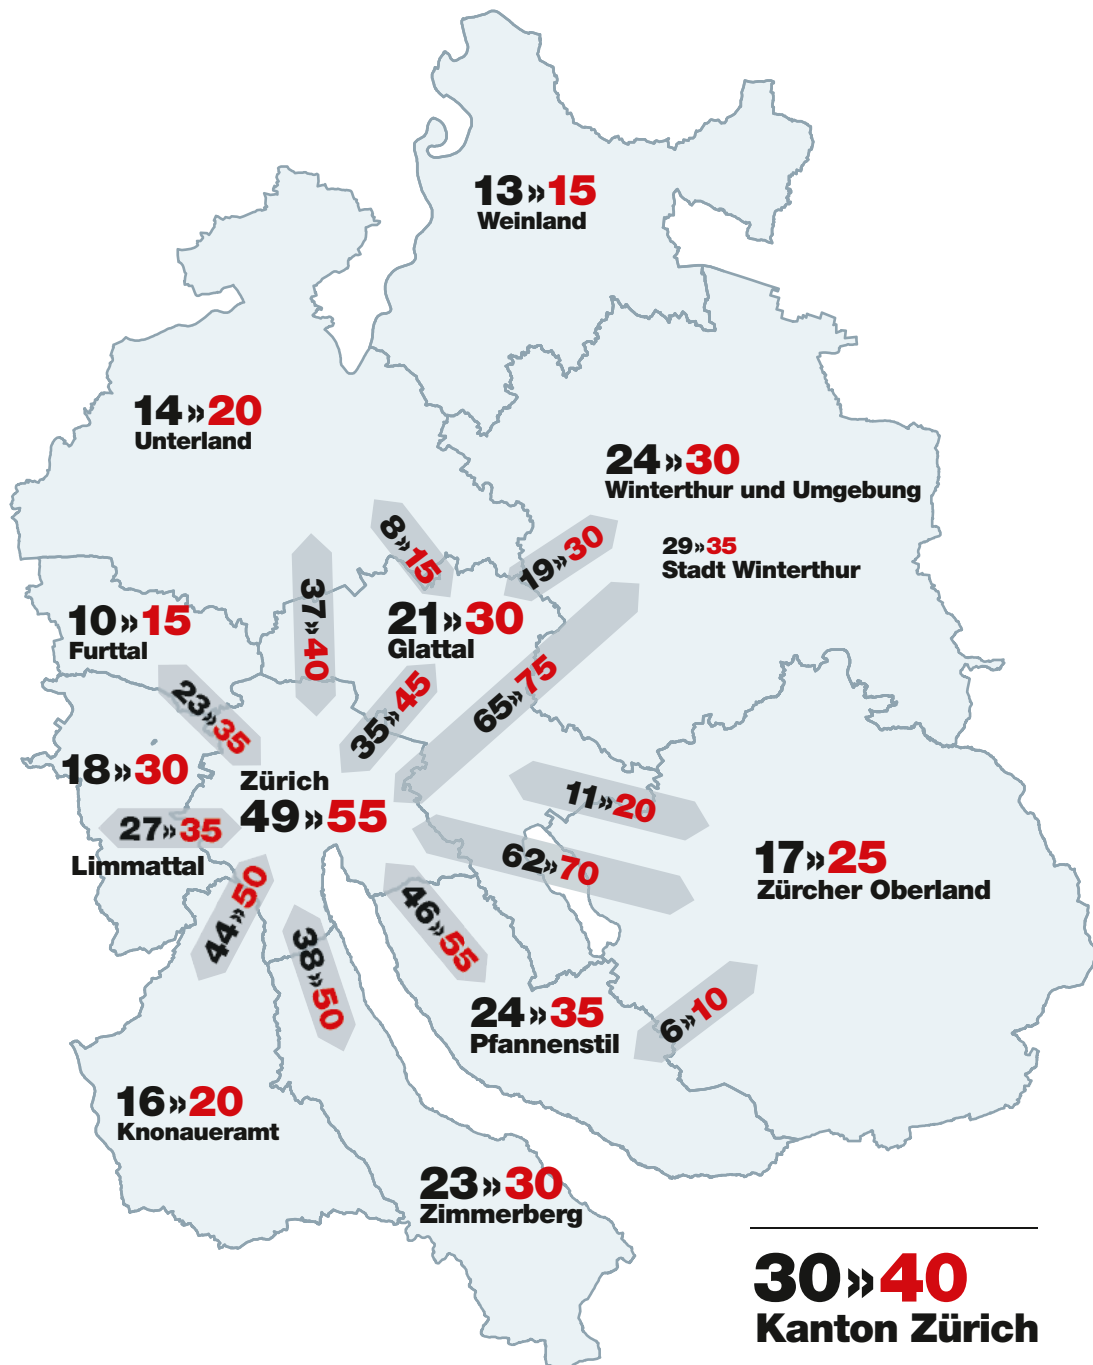 13»15
Weinland
14»20
Unterland
24»30
Winterthur und Umgebung
29»35
Stadt Winterthur
8»15
19»30
37»40
10»15
Furttal
21»30
Glattal
23»35
35»45
65»75
18»30
27»35
Limmattal
Zürich
49»55
11»20
62»70
17»25
Zürcher Oberland
44»50
38»50
46»55
24»35
Pfannenstil
6»10
16»20
Knonaueramt
23»30
Zimmerberg
30»40
Kanton Zürich